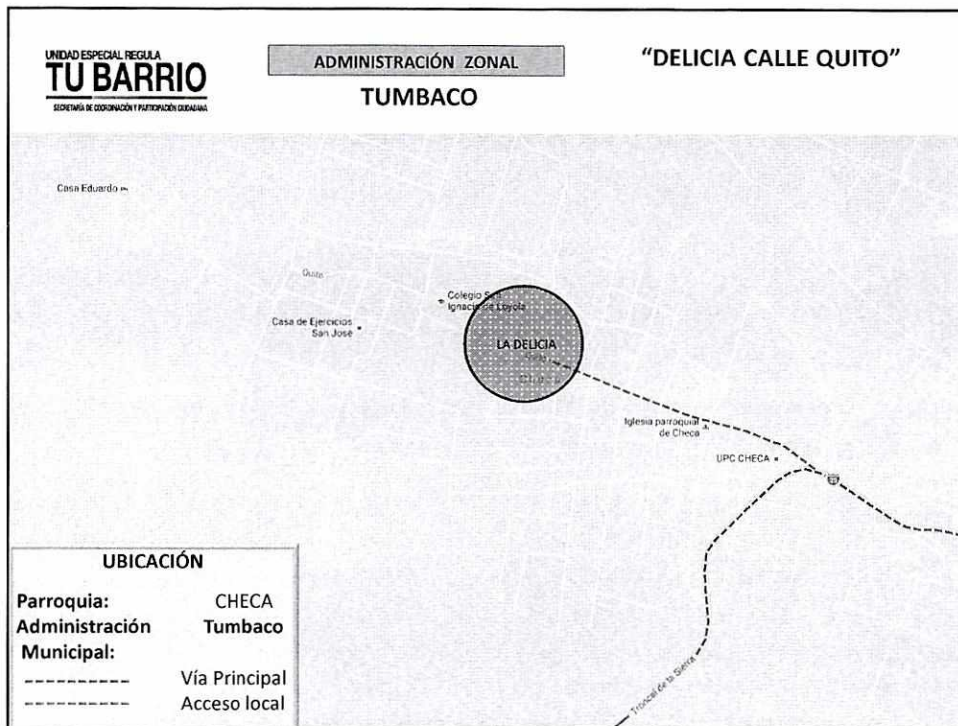 UNIDAD ESPECIAL REGULA
TU BARRIO
SECRETARÍA DE COORDINACIÓN Y PARTICIPACIÓN CIUDADANA
ADMINISTRACIÓN ZONAL
TUMBACO
“DELICIA CALLE QUITO”
Casa Eduardo
Quito
Colegio San
Ignacio de Loyola
Casa de Ejercicios
San José
LA DELICIA
Iglesia parroquial
de Checa
UPC CHECA
Troncal de la Sierra
UBICACIÓN
Parroquia: CHECA
Administración Tumbaco
Municipal:
Vía Principal
Acceso local